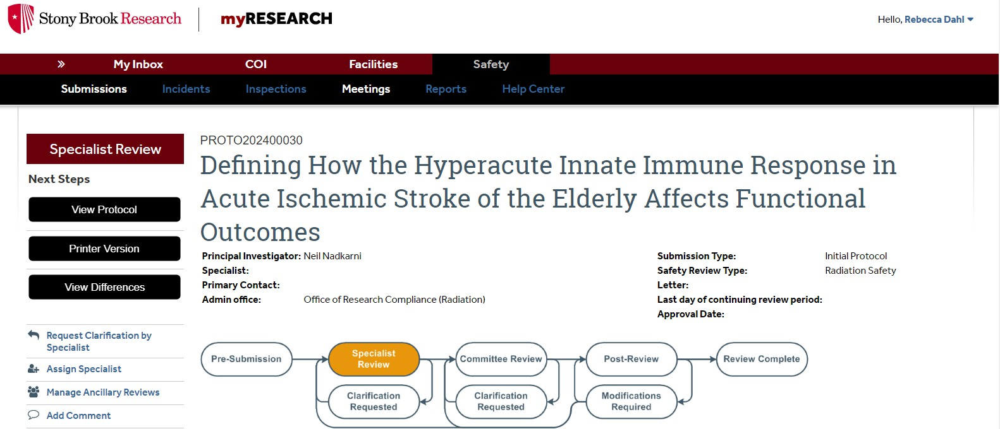 Stony Brook Research
myRESEARCH
Hello, Rebecca Dahl
» My Inbox COI Facilities Safety
Submissions Incidents Inspections Meetings Reports Help Center
Specialist Review
Next Steps
View Protocol
Printer Version
View Differences
Request Clarification by
Specialist
Assign Specialist
Manage Ancillary Reviews
Add Comment
PROTO202400030
Defining How the Hyperacute Innate Immune Response in
Acute Ischemic Stroke of the Elderly Affects Functional
Outcomes
Principal Investigator: Neil Nadkarni
Specialist:
Primary Contact:
Admin office: Office of Research Compliance (Radiation)
Submission Type: Initial Protocol
Safety Review Type: Radiation Safety
Letter:
Last day of continuing review period:
Approval Date:
Pre-Submission
Specialist
Review
Committee Review
Post-Review
Review Complete
Clarification
Requested
Clarification
Requested
Modifications
Required